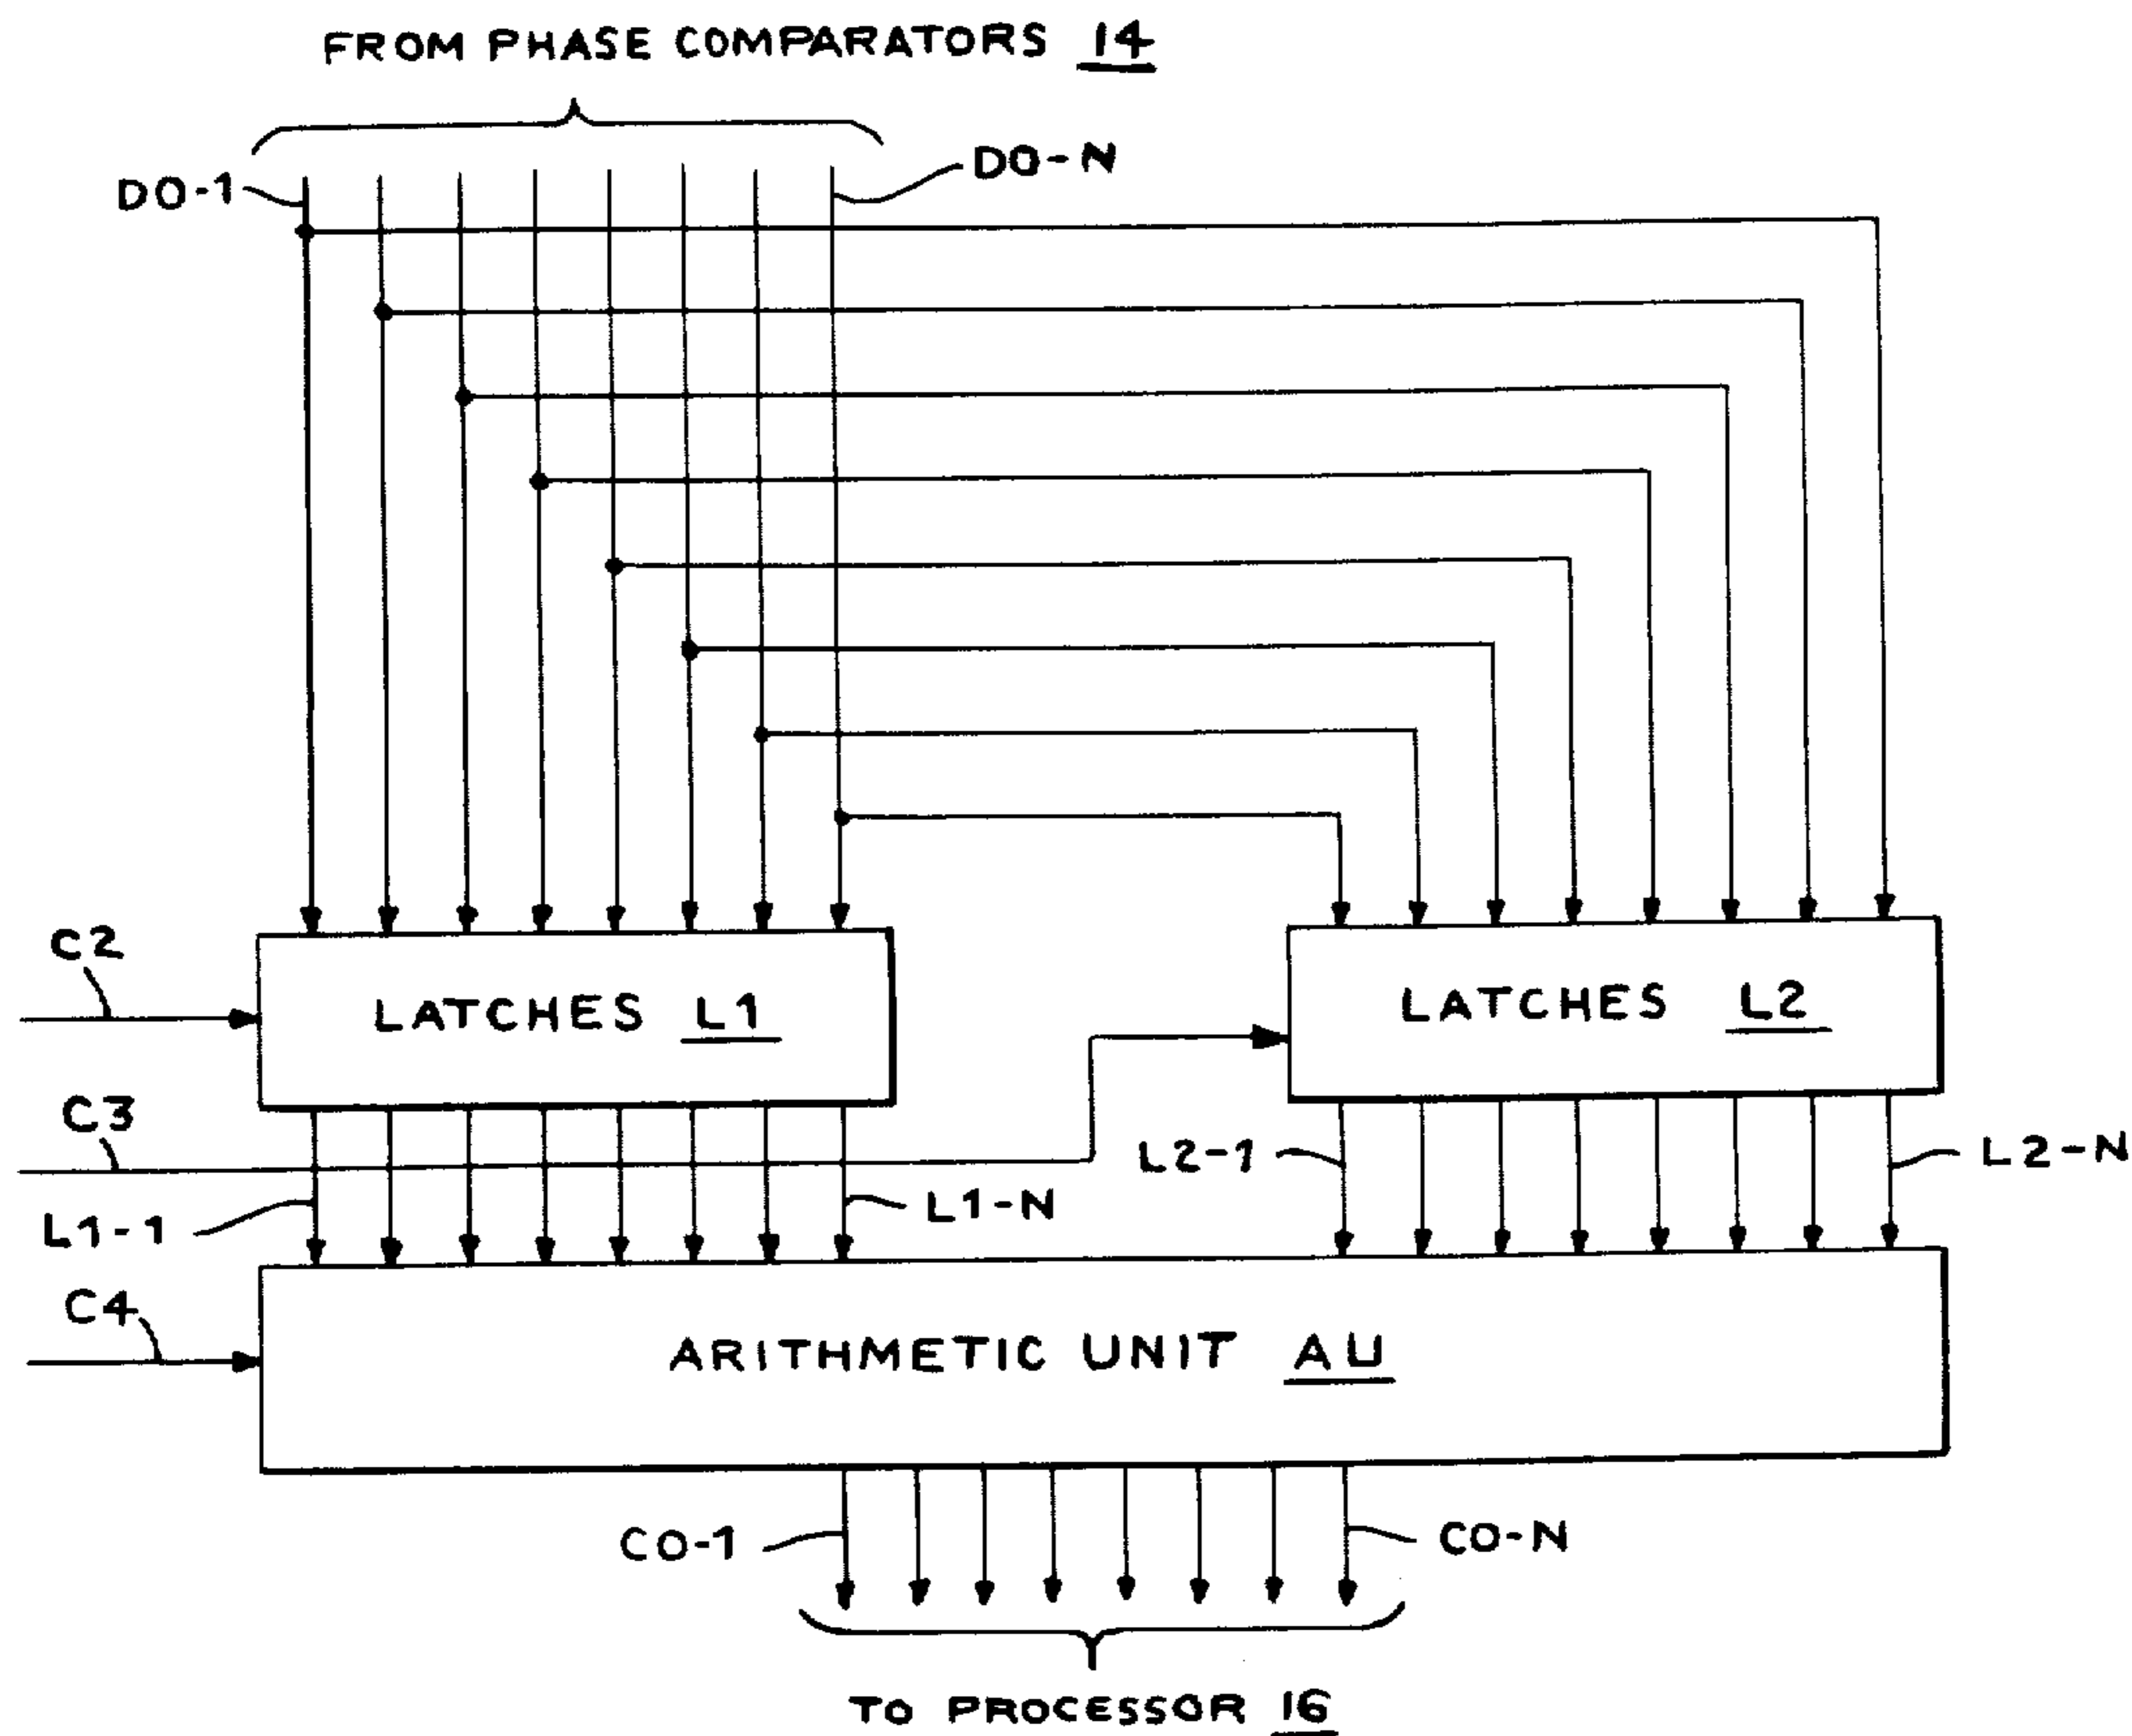 FROM PHASE COMPARATORS 14
DO-1
DO-N
C2
LATCHES L1
LATCHES L2
C3
L1-1
L1-N
L2-1
L2-N
C4
ARITHMETIC UNIT AU
CO-1
CO-N
TO PROCESSOR 16